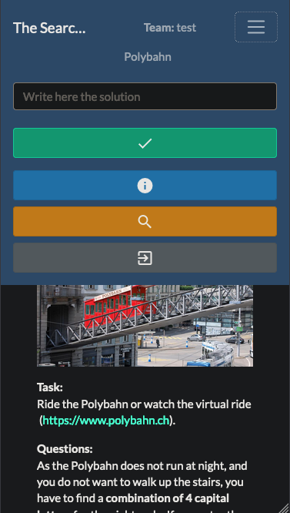 The Searc...
Team: test
Polybahn
Write here the solution
Task:
Ride the Polybahn or watch the virtual ride
(https://www.polybahn.ch).
Questions:
As the Polybahn does not run at night, and
you do not want to walk up the stairs, you
have to find a combination of 4 capital